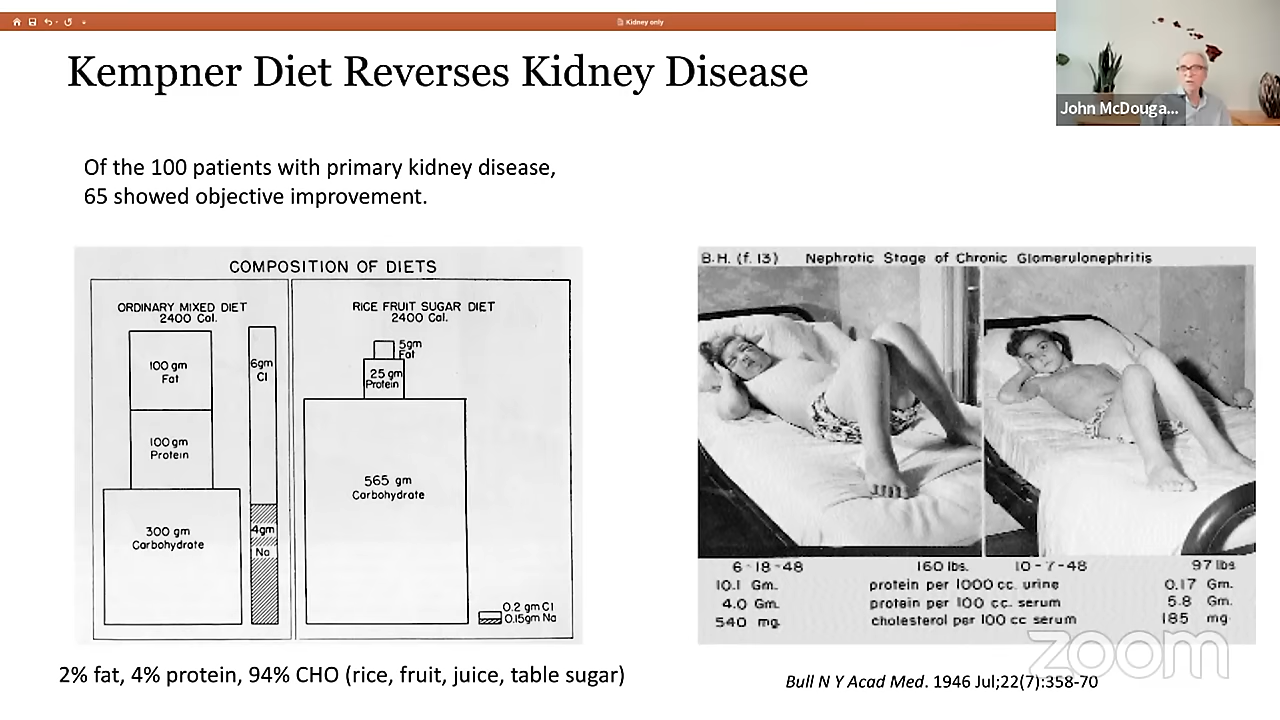 Kidney only
John McDouga...
Kempner Diet Reverses Kidney Disease
Of the 100 patients with primary kidney disease,
65 showed objective improvement.
COMPOSITION OF DIETS
ORDINARY MIXED DIET
2400 Cal.
100 gm
Fat
100 gm
Protein
300 gm
Carbohydrate
6gm
Cl
4gm
Na
RICE FRUIT SUGAR DIET
2400 Cal.
5gm
Fat
25 gm
Protein
565 gm
Carbohydrate
0.2 gm Cl
0.15gm Na
2% fat, 4% protein, 94% CHO (rice, fruit, juice, table sugar)
B.H. (f. 13) Nephrotic Stage of Chronic Glomerulonephritis
6-18-48 160 lbs. 10-7-48 97 lbs
10.1 Gm. protein per 1000 cc. urine 0.17 Gm.
4.0 Gm. protein per 100 cc. serum 5.8 Gm.
540 mg. cholesterol per 100 cc serum 185 mg
zoom
Bull N Y Acad Med. 1946 Jul;22(7):358-70